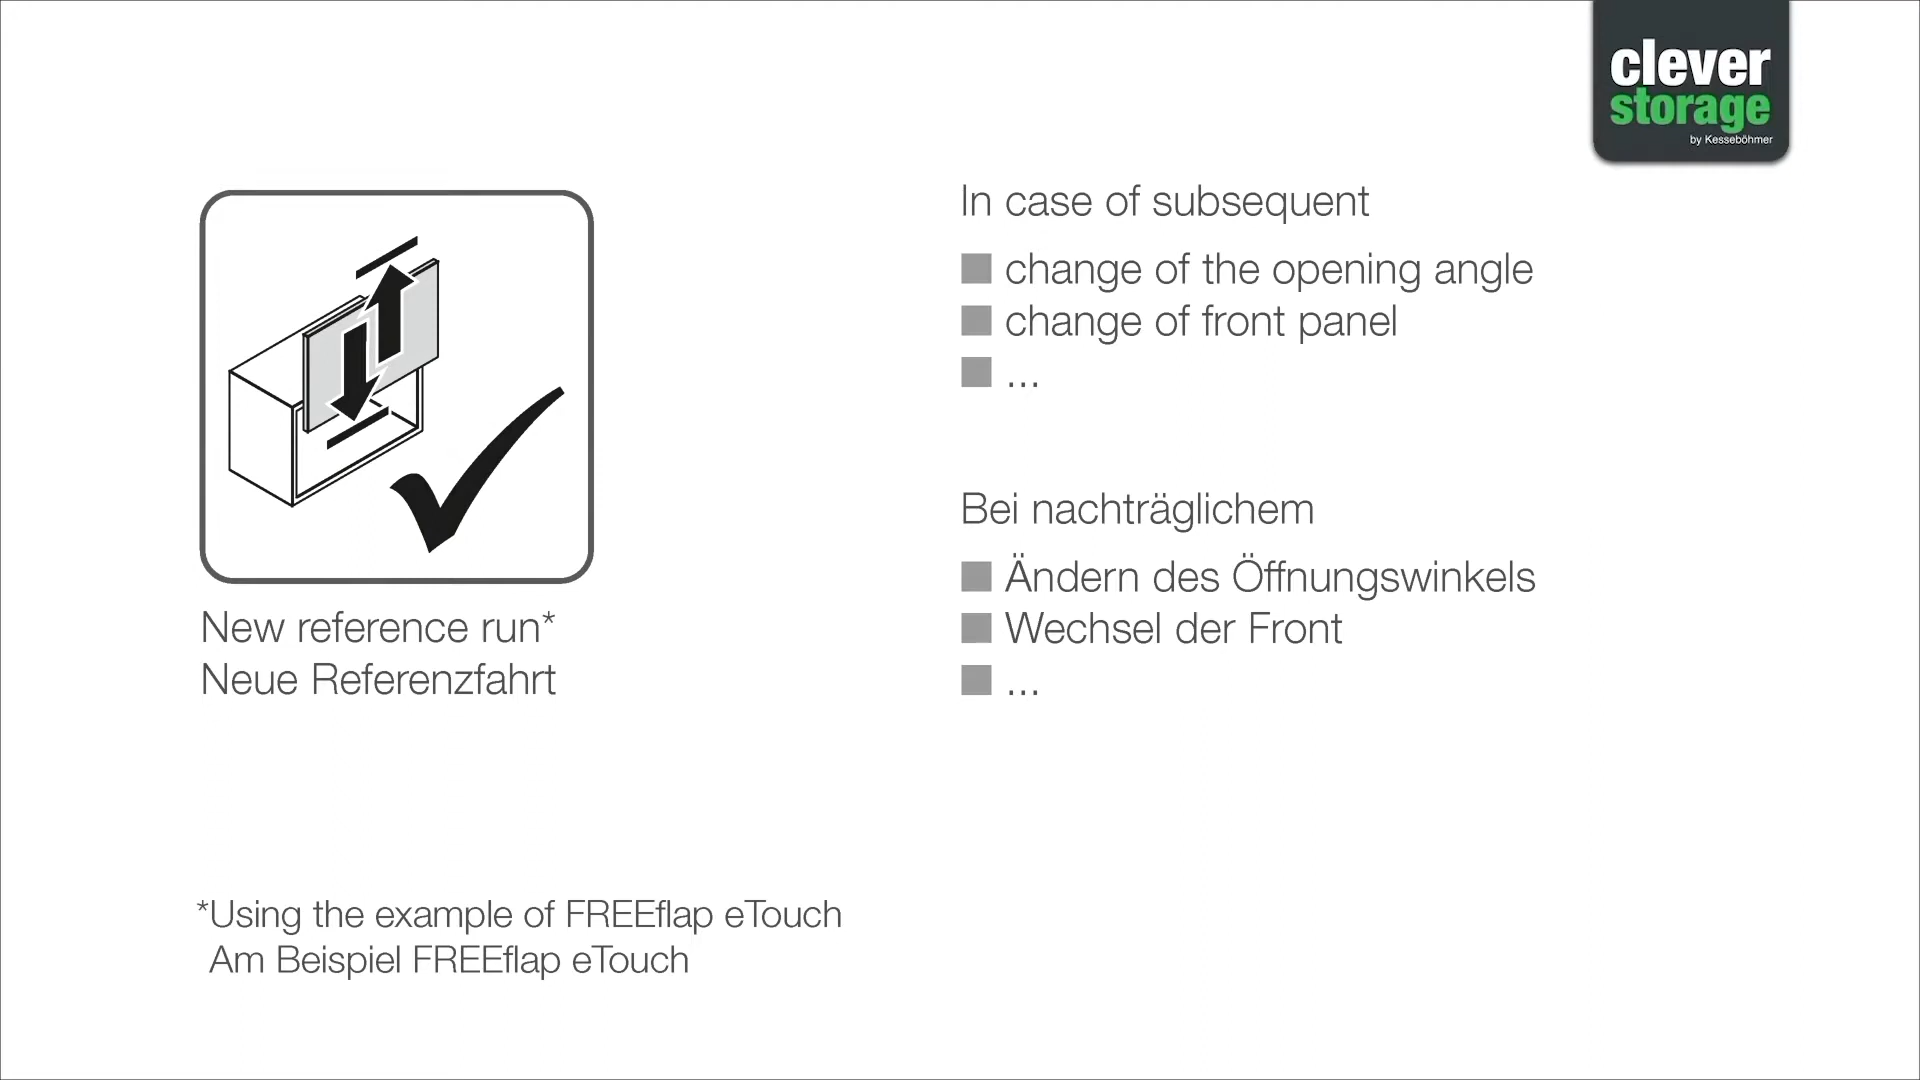 clever
storage
by Kesseböhmer
New reference run*
Neue Referenzfahrt
In case of subsequent
change of the opening angle
change of front panel
...
Bei nachträglichem
Ändern des Öffnungswinkels
Wechsel der Front
...
*Using the example of FREEflap eTouch
Am Beispiel FREEflap eTouch